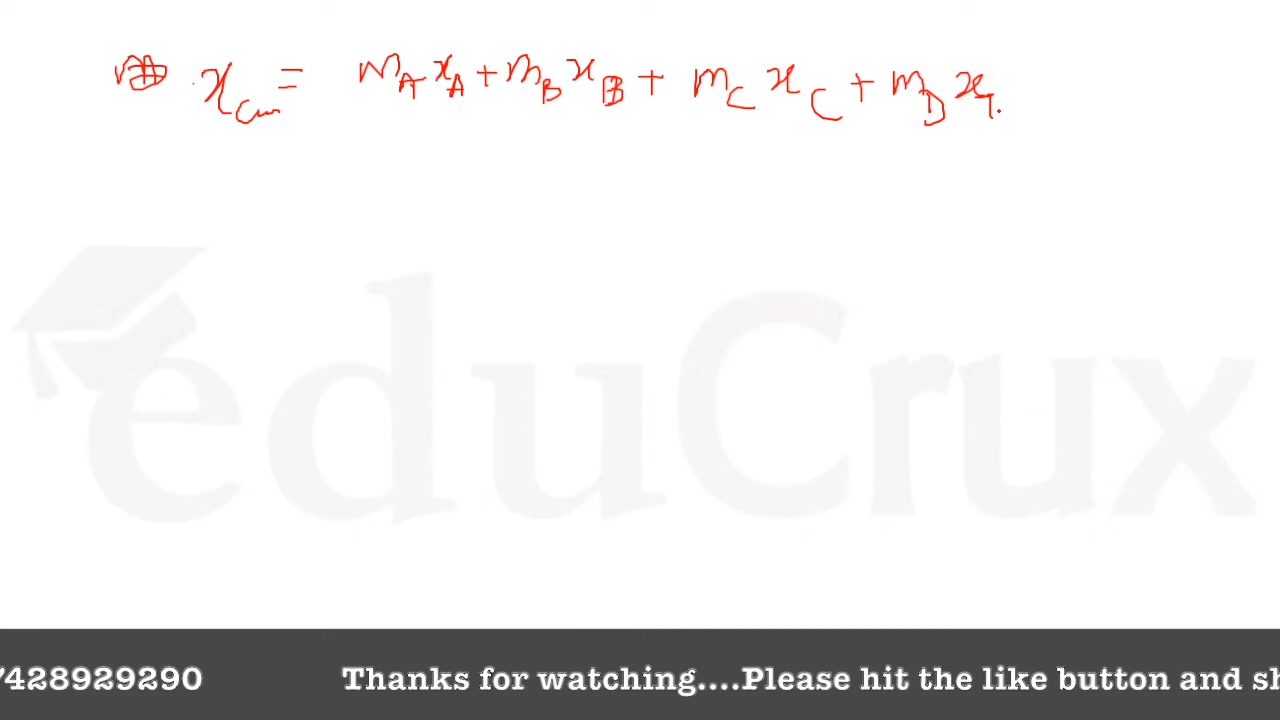 x_cm = m_A x_A + m_B x_B + m_C x_C + m_D x
eduCrux
7428929290 Thanks for watching....Please hit the like button and sh